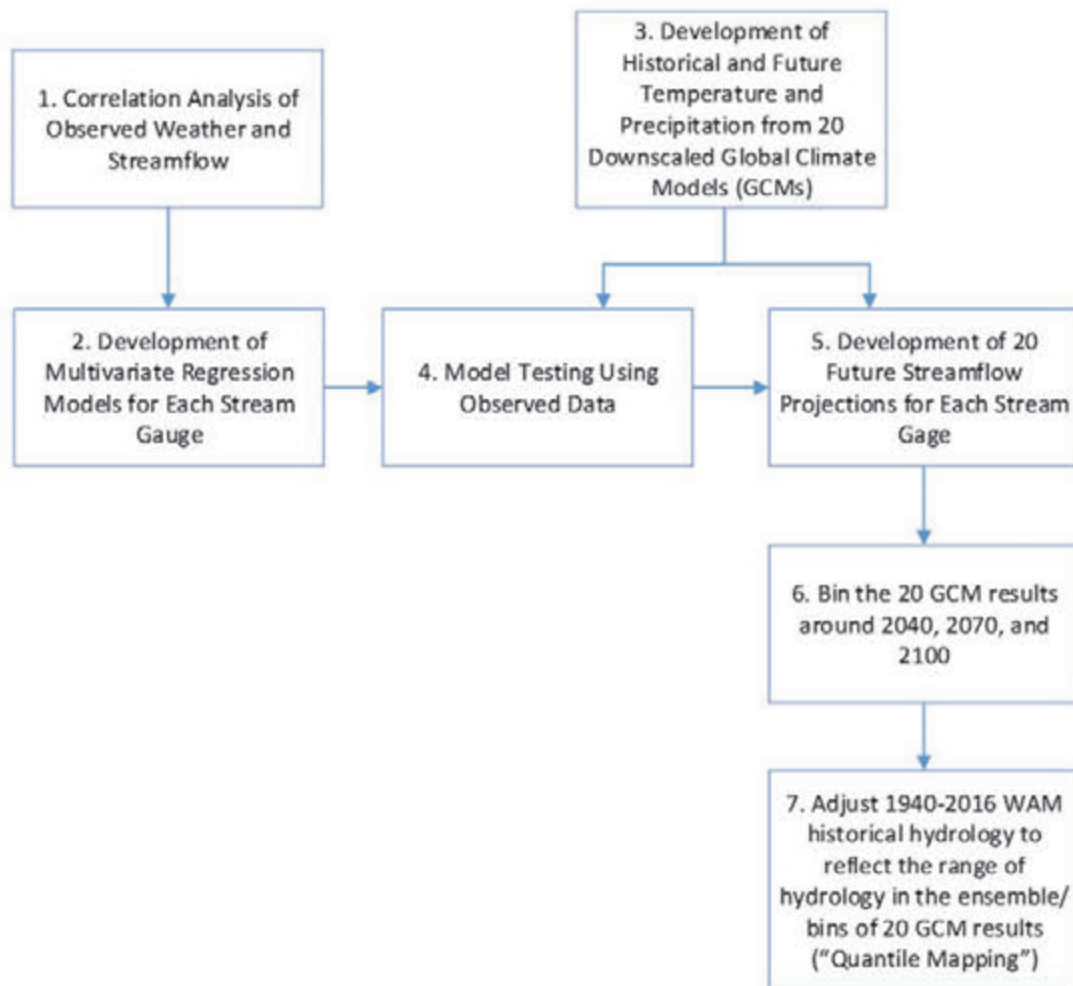 1. Correlation Analysis of
Observed Weather and
Streamflow
2. Development of
Multivariate Regression
Models for Each Stream
Gauge
3. Development of
Historical and Future
Temperature and
Precipitation from 20
Downscaled Global Climate
Models (GCMs)
4. Model Testing Using
Observed Data
5. Development of 20
Future Streamflow
Projections for Each Stream
Gage
6. Bin the 20 GCM results
around 2040, 2070, and
2100
7. Adjust 1940-2016 WAM
historical hydrology to
reflect the range of
hydrology in the ensemble/
bins of 20 GCM results
(“Quantile Mapping”)